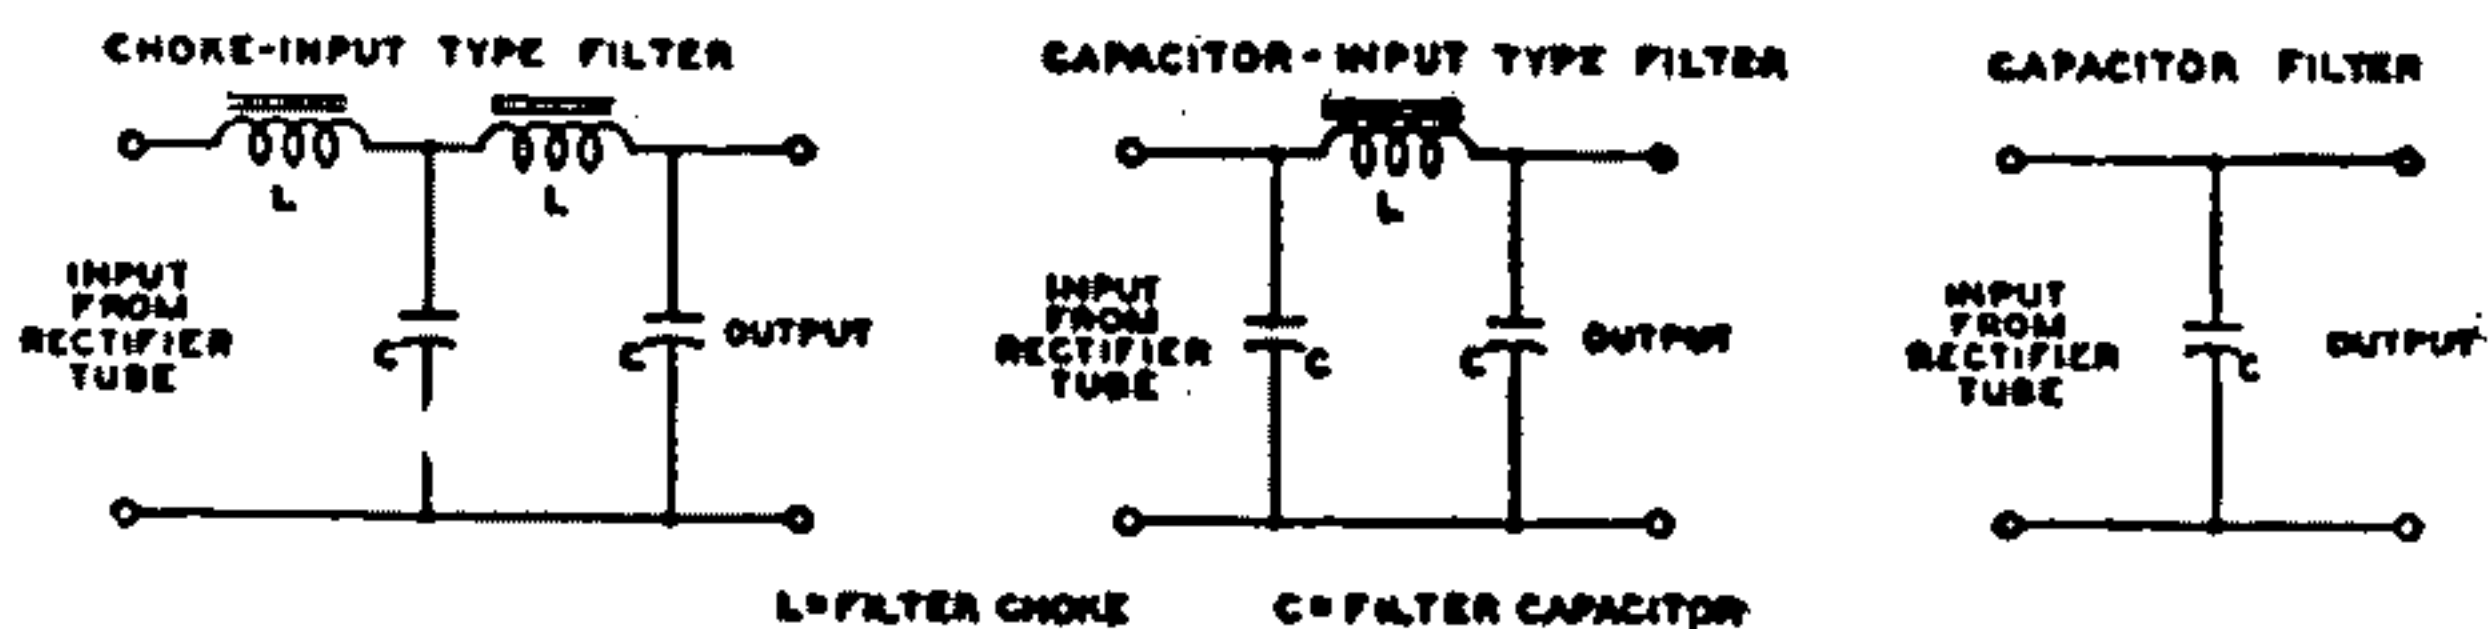 CHOKE-INPUT TYPE FILTER
L
L
INPUT
FROM
RECTIFIER
TUBE
C
C
OUTPUT
CAPACITOR-INPUT TYPE FILTER
L
INPUT
FROM
RECTIFIER
TUBE
C
C
OUTPUT
CAPACITOR FILTER
INPUT
FROM
RECTIFIER
TUBE
C
OUTPUT
L=FILTER CHOKE
C=FILTER CAPACITOR